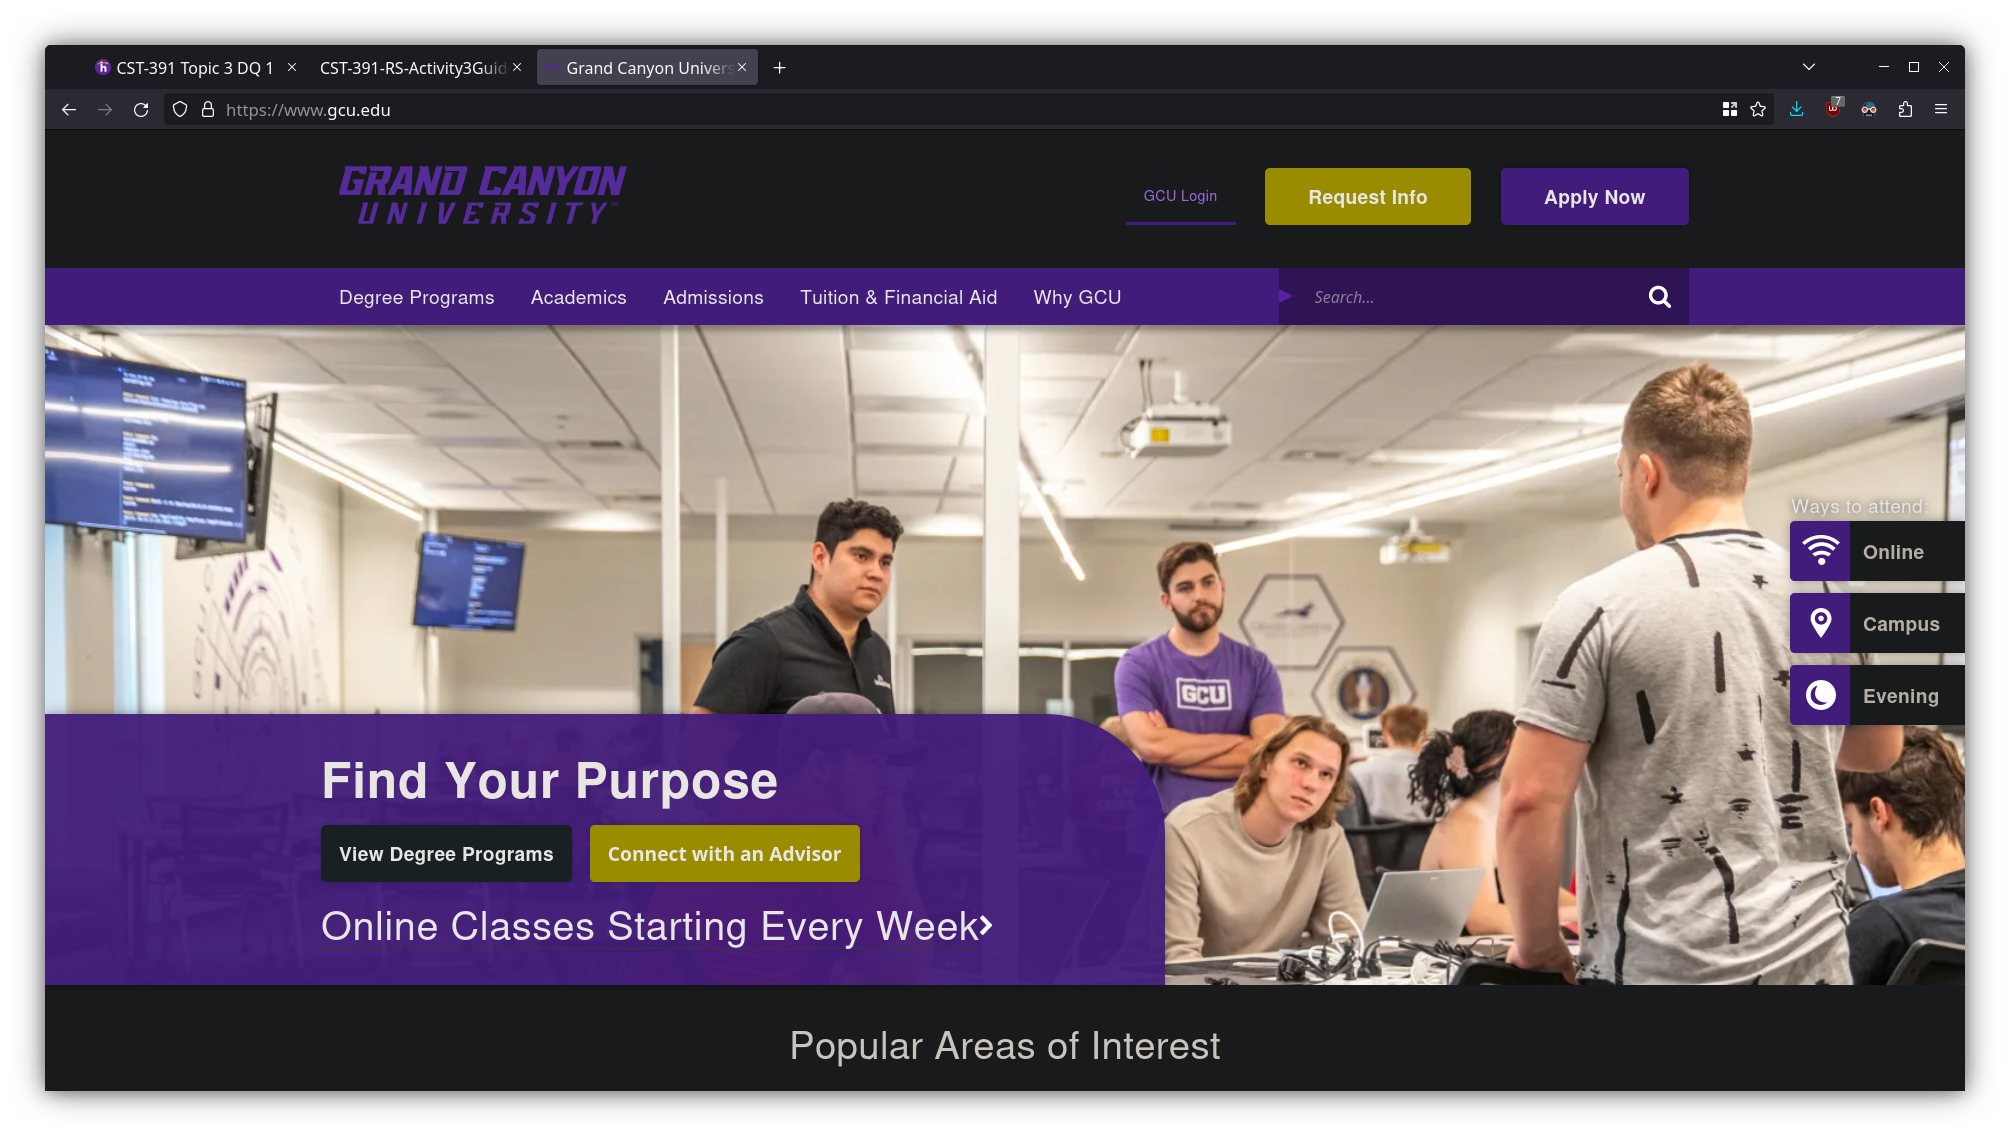 CST-391 Topic 3 DQ 1
CST-391-RS-Activity3Guid
Grand Canyon Univers
https://www.gcu.edu
7
GRAND CANYON
UNIVERSITY™
GCU Login
Request Info
Apply Now
Degree Programs
Academics
Admissions
Tuition & Financial Aid
Why GCU
Search...
Ways to attend:
Online
Campus
Evening
GCU
Find Your Purpose
View Degree Programs
Connect with an Advisor
Online Classes Starting Every Week
Popular Areas of Interest